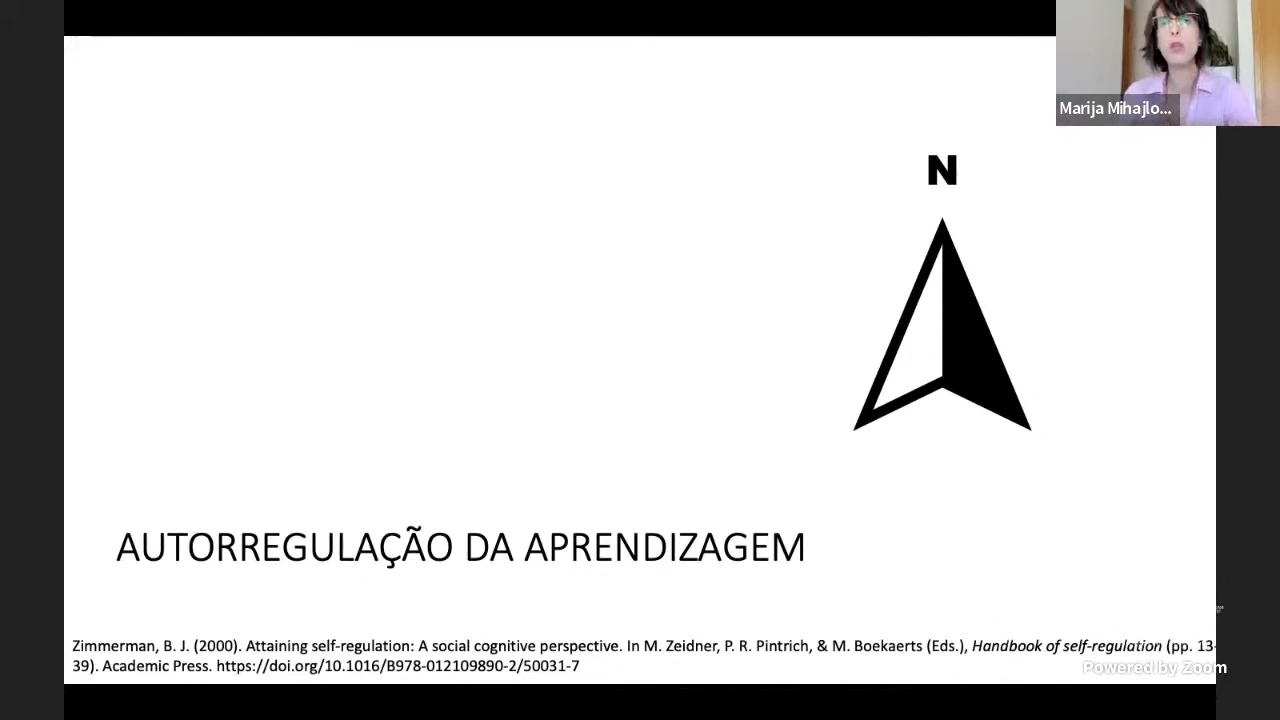 Marija Mihajlo...
N
AUTORREGULAÇÃO DA APRENDIZAGEM
Zimmerman, B. J. (2000). Attaining self-regulation: A social cognitive perspective. In M. Zeidner, P. R. Pintrich, & M. Boekaerts (Eds.), Handbook of self-regulation (pp. 13-
39). Academic Press. https://doi.org/10.1016/B978-012109890-2/50031-7
Powered by Zoom